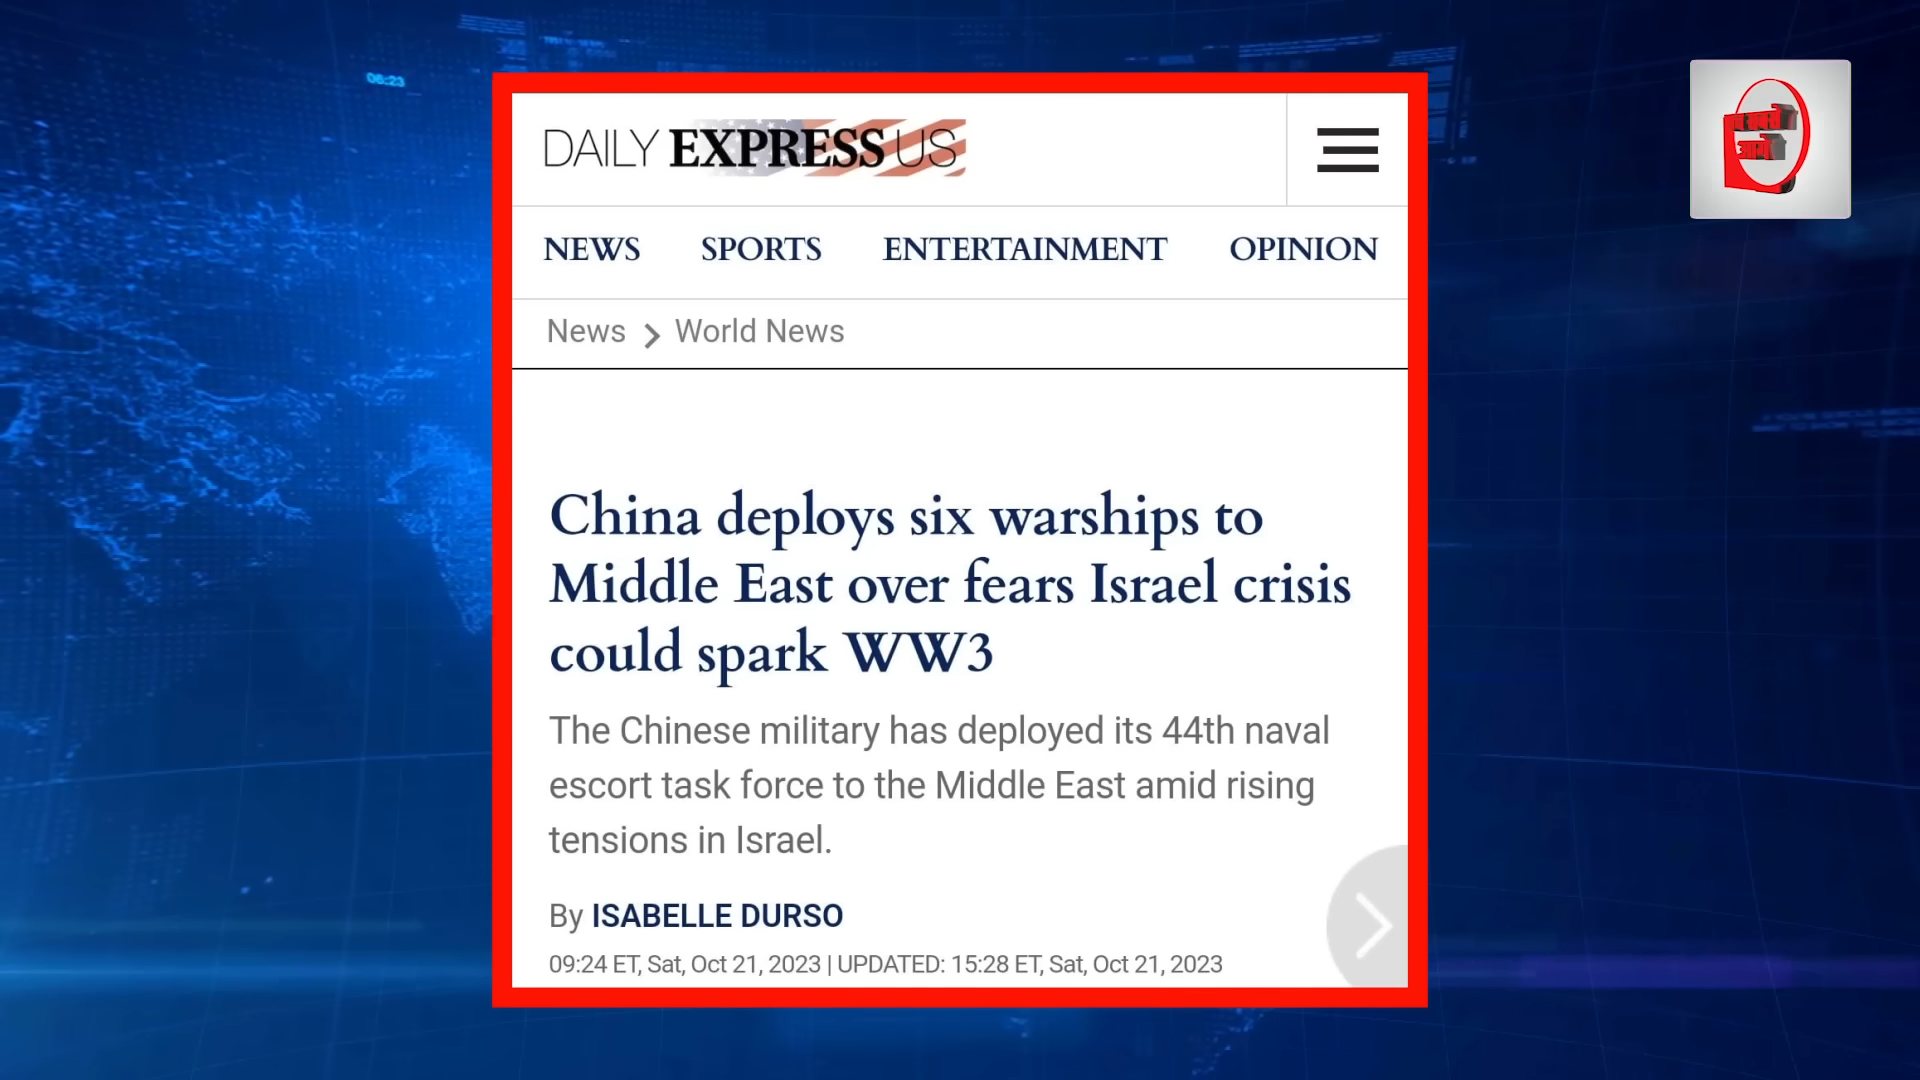 06:23
DAILY EXPRESS US
NEWS SPORTS ENTERTAINMENT OPINION
News World News
China deploys six warships to
Middle East over fears Israel crisis
could spark WW3
The Chinese military has deployed its 44th naval
escort task force to the Middle East amid rising
tensions in Israel.
By ISABELLE DURSO
09:24 ET, Sat, Oct 21, 2023 | UPDATED: 15:28 ET, Sat, Oct 21, 2023